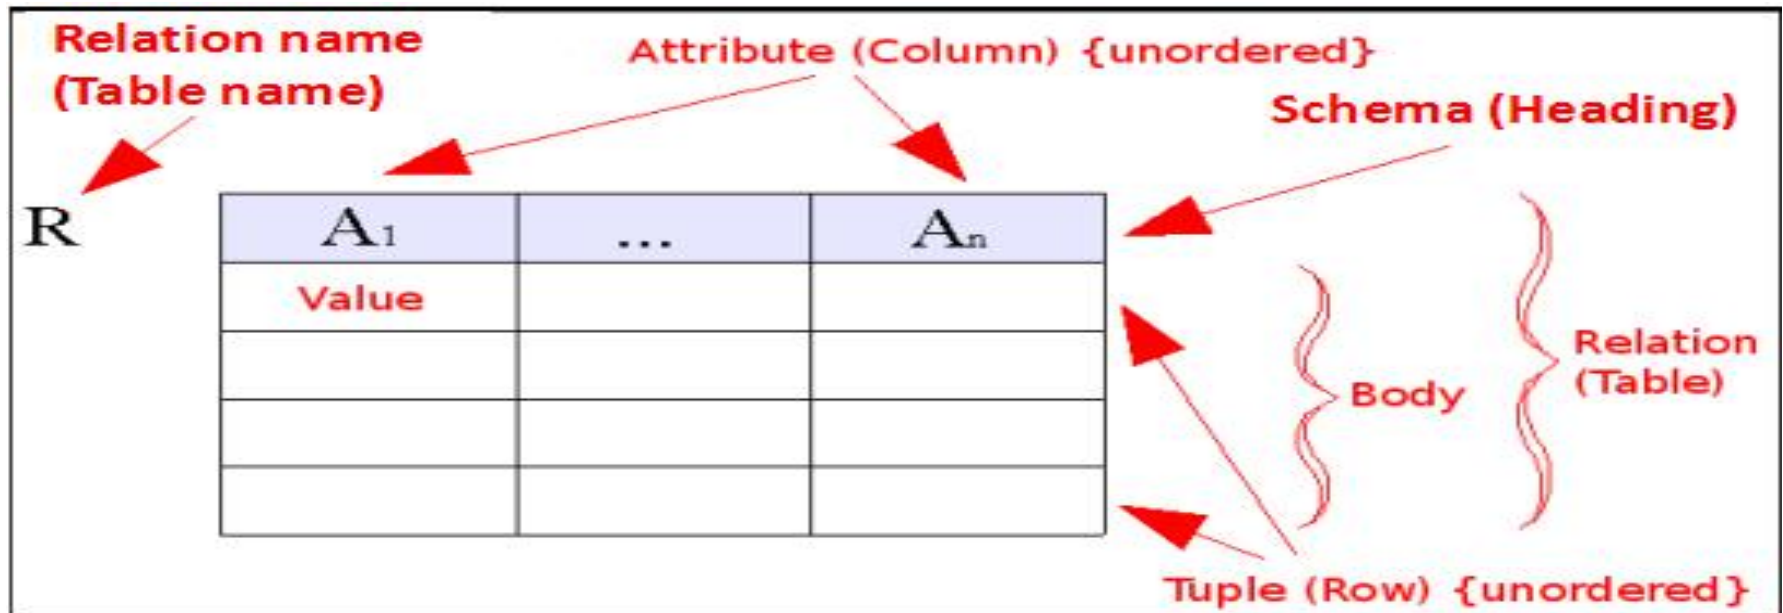 Relation name
(Table name)
Attribute (Column) {unordered}
Schema (Heading)
R
A1 ... An
Value
Relation
(Table)
Body
Tuple (Row) {unordered}